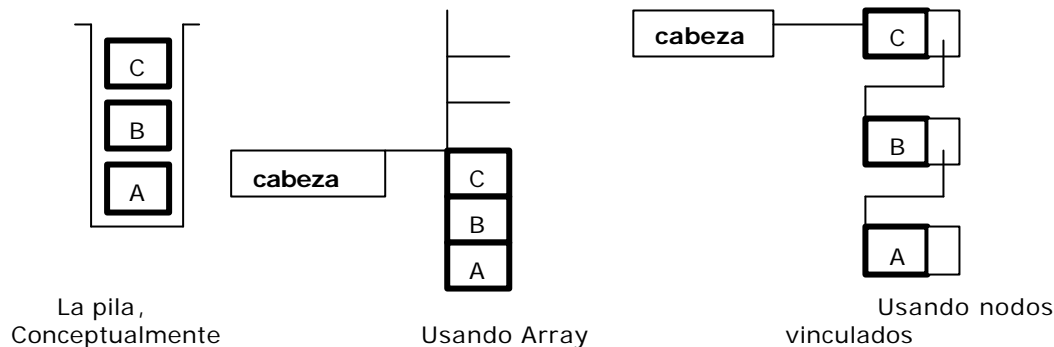 C
B
A
La pila,
Conceptualmente
cabeza
C
B
A
Usando Array
cabeza
C
B
A
Usando nodos
vinculados